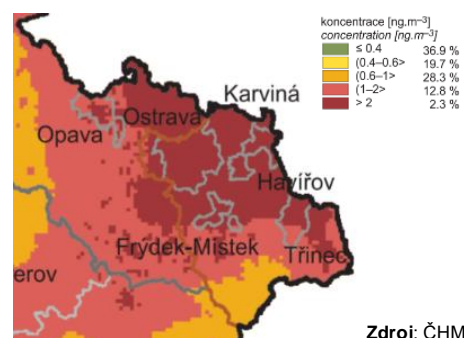 koncentrace [ng.m⁻³]
concentration [ng.m⁻³]
≤ 0.4 36.9 %
(0.4–0.6> 19.7 %
(0.6–1> 28.3 %
(1–2> 12.8 %
> 2 2.3 %
Karviná
Ostrava
Opava
Havířov
Frýdek-Místek
Třinec
erov
Zdroj: ČHM